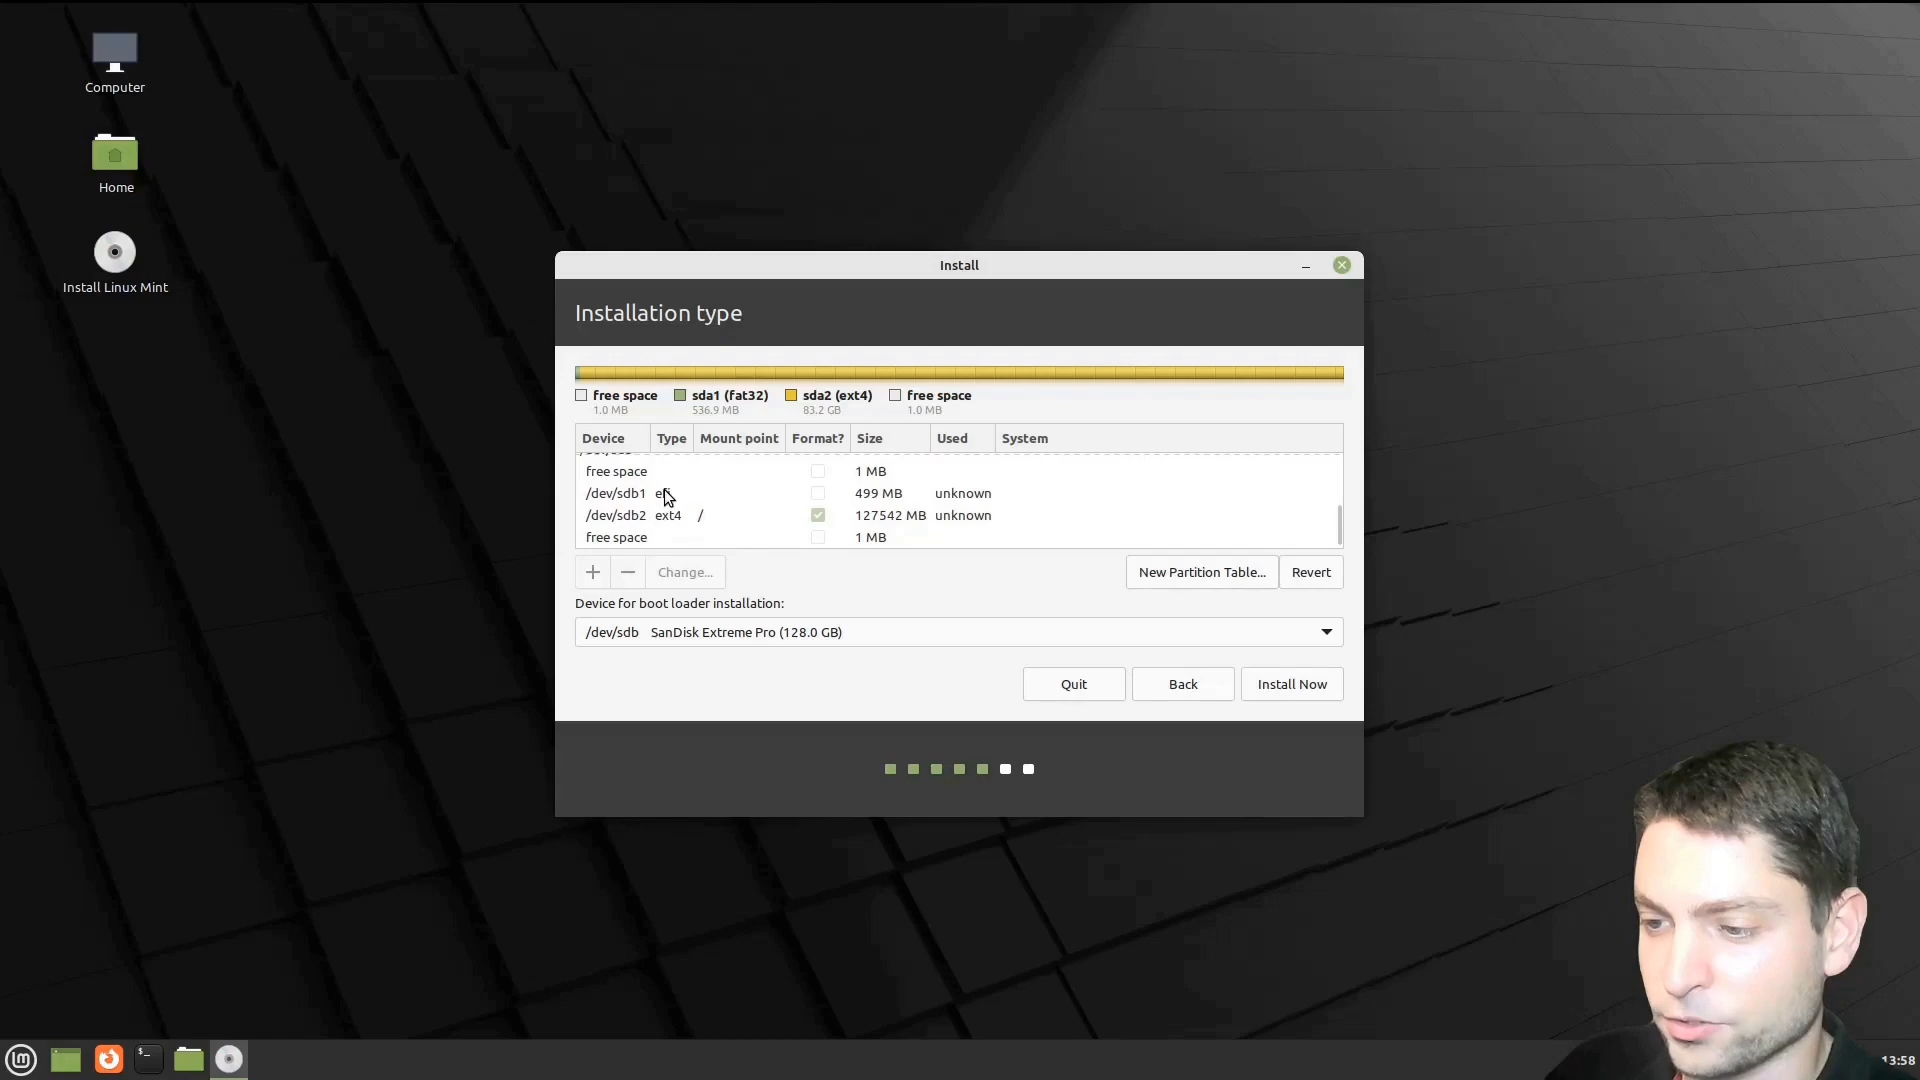 Computer
Home
Install Linux Mint
Install
Installation type
free space sda1 (fat32) sda2 (ext4) free space
1.0 MB 536.9 MB 83.2 GB 1.0 MB
Device Type Mount point Format? Size Used System
free space 1 MB
/dev/sdb1 499 MB unknown
/dev/sdb2 ext4 / 127542 MB unknown
free space 1 MB
+ − Change... New Partition Table... Revert
Device for boot loader installation:
/dev/sdb SanDisk Extreme Pro (128.0 GB)
Quit Back Install Now
lm $_ 13:58